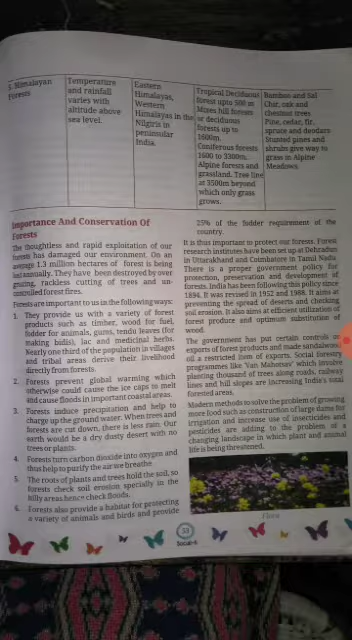 5. Himalayan
Forests
Temperature
and rainfall
varies with
altitude above
sea level.
Eastern
Himalayas,
Western
Himalayas in the
Nilgiris in
peninsular
India.
Tropical Deciduous
forest upto 500 m
Mixes hill forests
or deciduous
forests up to
1600m.
Coniferous forests
1600 to 3300m.
Alpine forests and
grassland. Tree line
at 3500m beyond
which only grass
grows.
Bamboo and Sal
Chir, oak and
chestnut trees
Pine, cedar, fir,
spruce and deodars
Stunted pines and
shrubs give way to
grass in Alpine
Meadows.
Importance And Conservation Of
Forests
The thoughtless and rapid exploitation of our
forests has damaged our environment. On an
average 1.3 million hectares of forest is being
lost annually. They have been destroyed by over
grazing, rackless cutting of trees and un-
controlled forest fires.
Forests are important to us in the following ways:
1. They provide us with a variety of forest
products such as timber, wood for fuel,
fodder for animals, gums, tendu leaves (for
making bidis), lac and medicinal herbs.
Nearly one third of the population in villages
and tribal areas derive their livelihood
directly from forests.
2. Forests prevent global warming which
otherwise could cause the ice caps to melt
and cause floods in important coastal areas.
3. Forests induce precipitation and help to
charge up the ground water. When trees and
forests are cut down, there is less rain. Our
earth would be a dry dusty desert with no
trees or plants.
4. Forests turn carbon dioxide into oxygen and
thus help to purify the air we breathe.
5. The roots of plants and trees hold the soil, so
forests check soil erosion specially in the
hilly areas hence check floods.
6. Forests also provide a habitat for protecting
a variety of animals and birds and provide
25% of the fodder requirement of the
country.
It is thus important to protect our forests. Forest
research institutes have been set up at Dehradun
in Uttarakhand and Coimbatore in Tamil Nadu.
There is a proper government policy for
protection, preservation and development of
forests. India has been following this policy since
1894. It was revised in 1952 and 1988. It aims at
preventing the spread of deserts and checking
soil erosion. It also aims at efficient utilization of
forest produce and optimum substitution of
wood.
The government has put certain controls on
exports of forest products and made sandalwood
oil a restricted item of exports. Social forestry
programmes like 'Van Mahotsav' which involve
planting thousand of trees along roads, railway
lines and hill slopes are increasing India's total
forested areas.
Modern methods to solve the problem of growing
more food such as construction of large dams for
irrigation and increase use of insecticides and
pesticides are adding to the problem of a
changing landscape in which plant and animal
life is being threatened.
Flora
53
Social-6